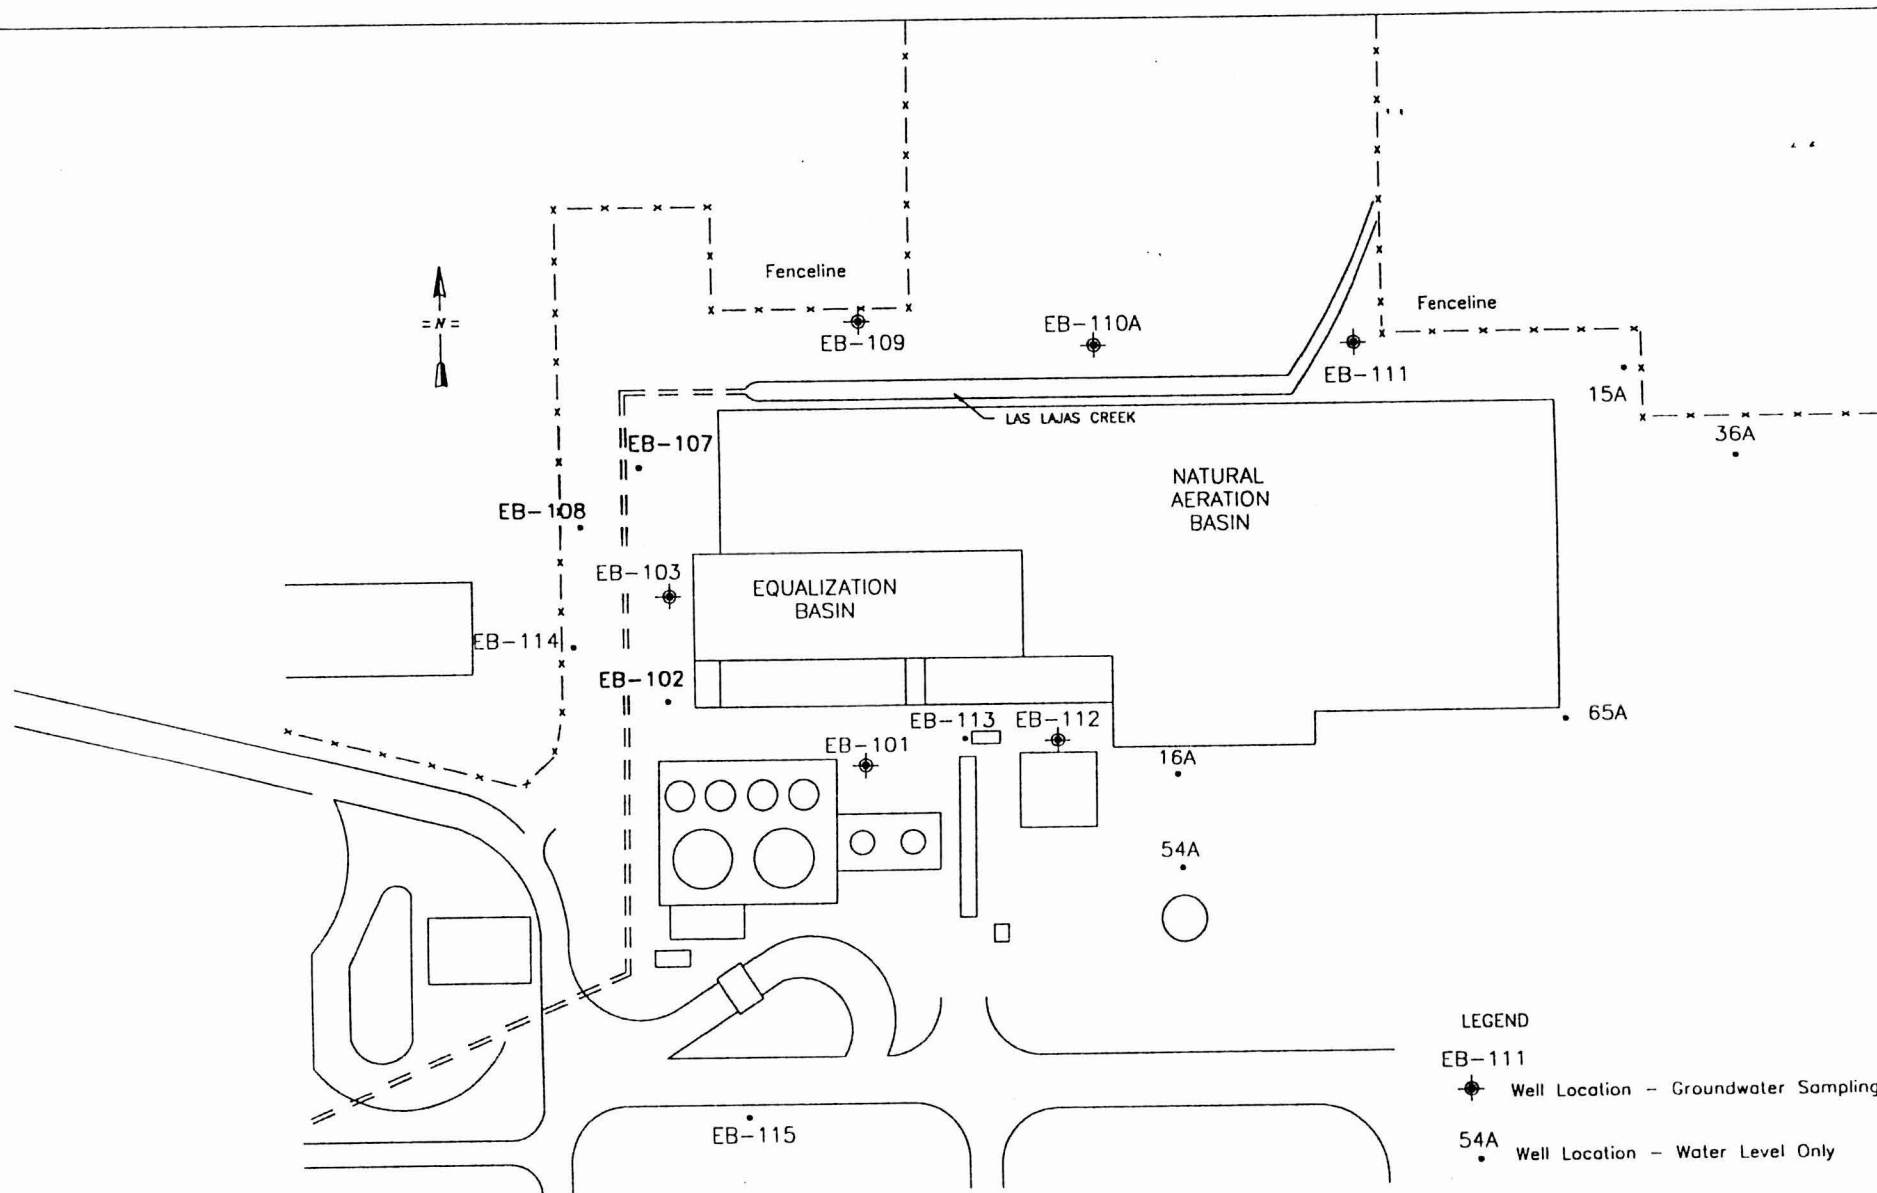 Fenceline
=N=
EB-109
EB-110A
Fenceline
EB-111
15A
LAS LAJAS CREEK
36A
EB-107
NATURAL
AERATION
BASIN
EB-108
EB-103
EQUALIZATION
BASIN
EB-114
EB-102
EB-113
EB-112
65A
EB-101
16A
54A
LEGEND
EB-111
Well Location - Groundwater Sampling
EB-115
54A
Well Location - Water Level Only